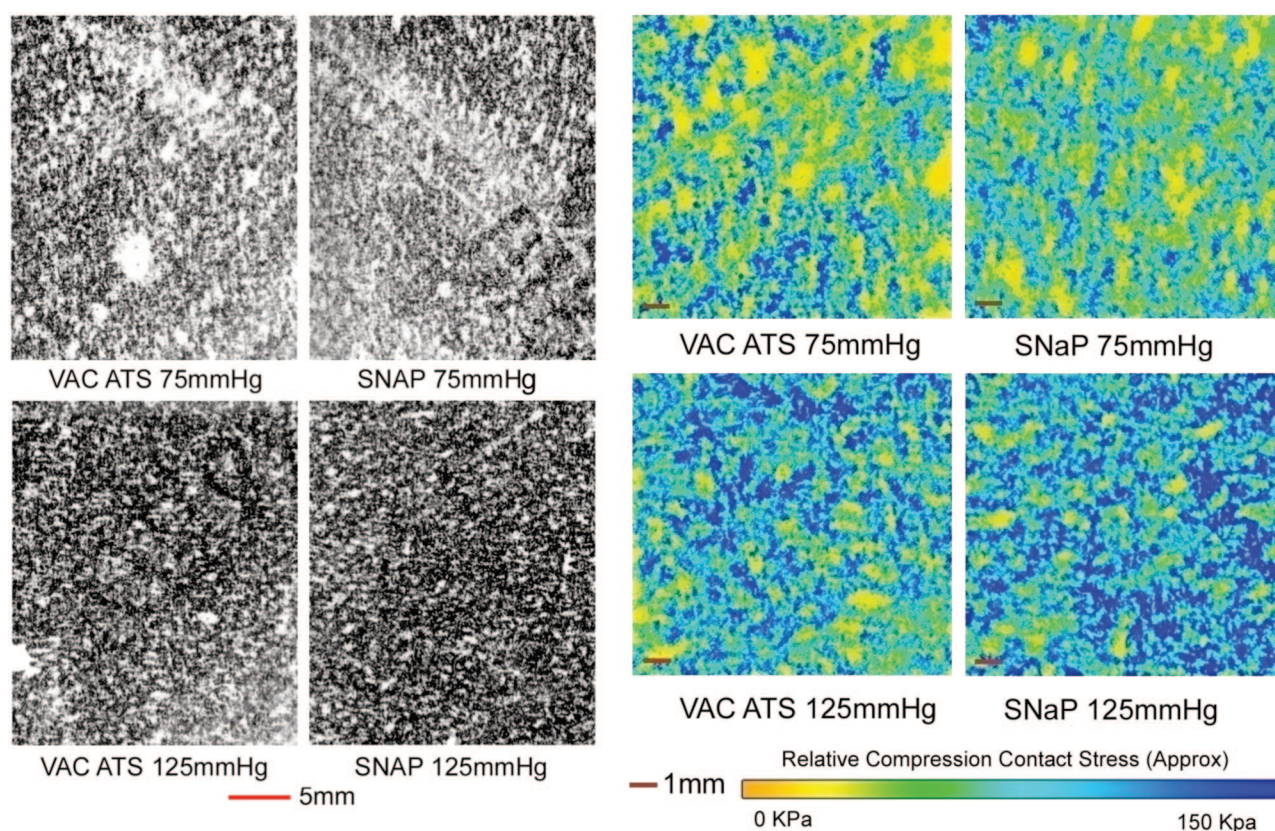 VAC ATS 75mmHg
SNAP 75mmHg
VAC ATS 125mmHg
SNAP 125mmHg
5mm
VAC ATS 75mmHg
SNaP 75mmHg
VAC ATS 125mmHg
SNaP 125mmHg
1mm
Relative Compression Contact Stress (Approx)
0 KPa
150 Kpa